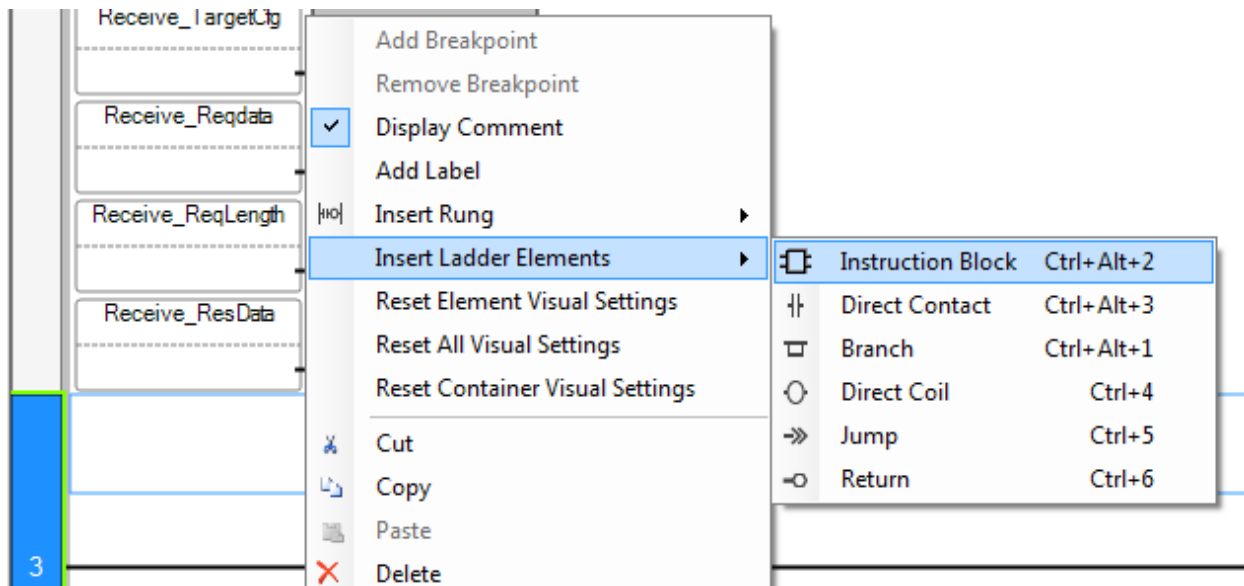 Receive_TargetCfg
Receive_Reqdata
Receive_ReqLength
Receive_ResData
3
Add Breakpoint
Remove Breakpoint
Display Comment
Add Label
Insert Rung
Insert Ladder Elements
Reset Element Visual Settings
Reset All Visual Settings
Reset Container Visual Settings
Cut
Copy
Paste
Delete
Instruction Block Ctrl+Alt+2
Direct Contact Ctrl+Alt+3
Branch Ctrl+Alt+1
Direct Coil Ctrl+4
Jump Ctrl+5
Return Ctrl+6